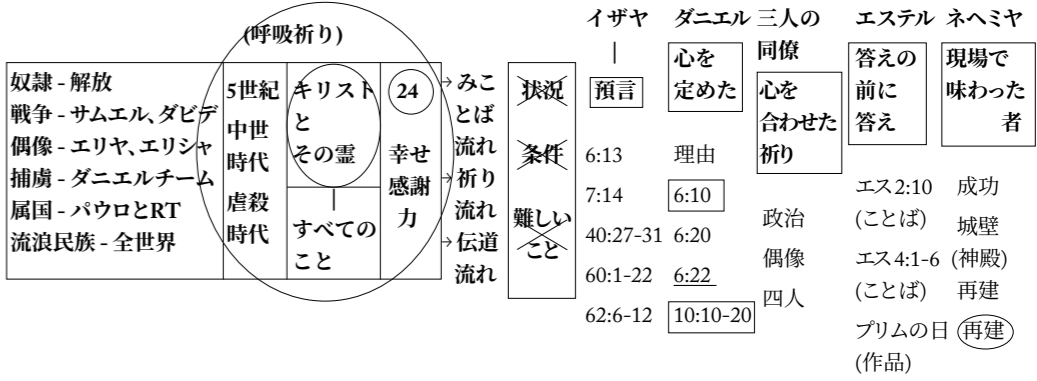 (呼吸祈り)
奴隷 - 解放
戦争 - サムエル、ダビデ
偶像 - エリヤ、エリシャ
捕虜 - ダニエルチーム
属国 - パウロとRT
流浪民族 - 全世界
5世紀
中世
時代
虐殺
時代
キリスト
と
その霊
すべての
こと
24
幸せ
感謝
力
→みこ
とば
流れ
→祈り
流れ
→伝道
流れ
状況
条件
難しい
こと
イザヤ
預言
6:13
7:14
40:27-31
60:1-22
62:6-12
ダニエル
心を
定めた
理由
6:10
6:20
6:22
10:10-20
三人の
同僚
心を
合わせた
祈り
政治
偶像
四人
エステル
答えの
前に
答え
エス2:10
(ことば)
エス4:1-6
(ことば)
プリムの日
(作品)
ネヘミヤ
現場で
味わった
者
成功
城壁
(神殿)
再建
再建